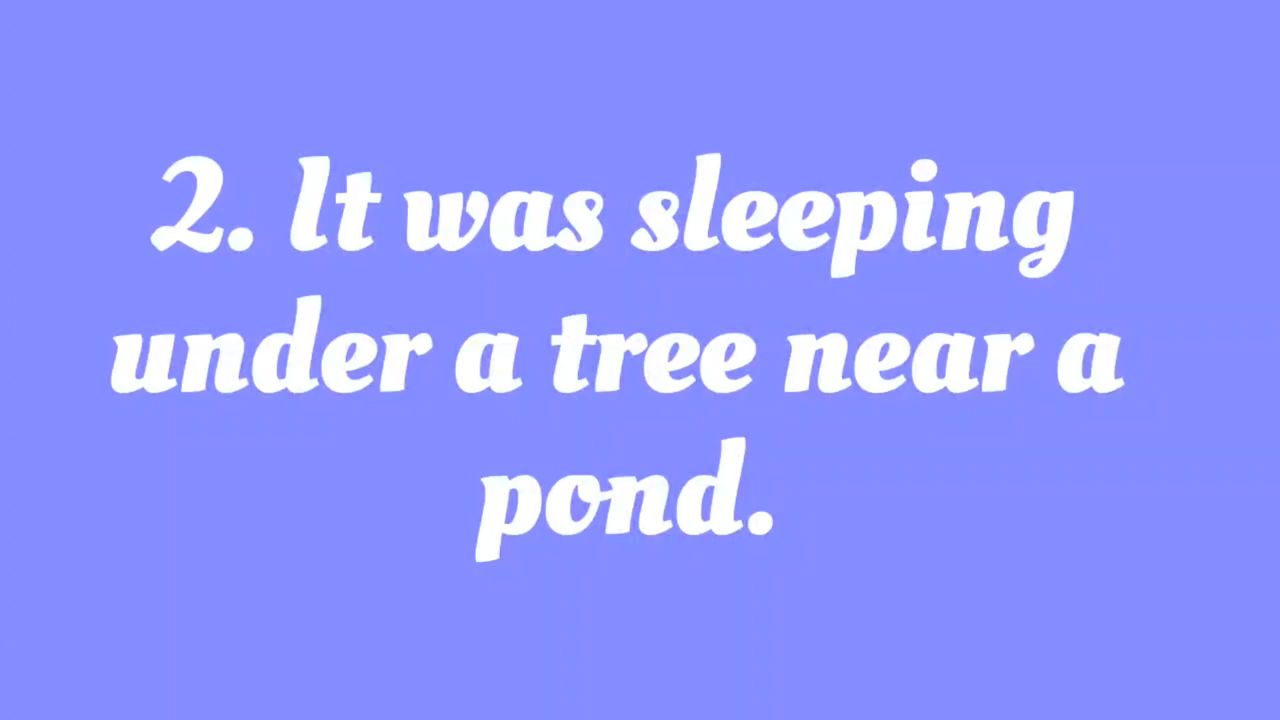 2. It was sleeping
under a tree near a
pond.